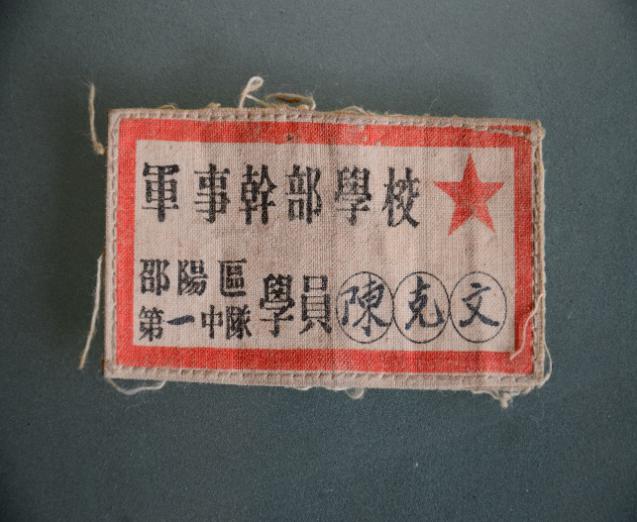 軍事幹部學校
邵陽區
第一中隊
學員陳克文